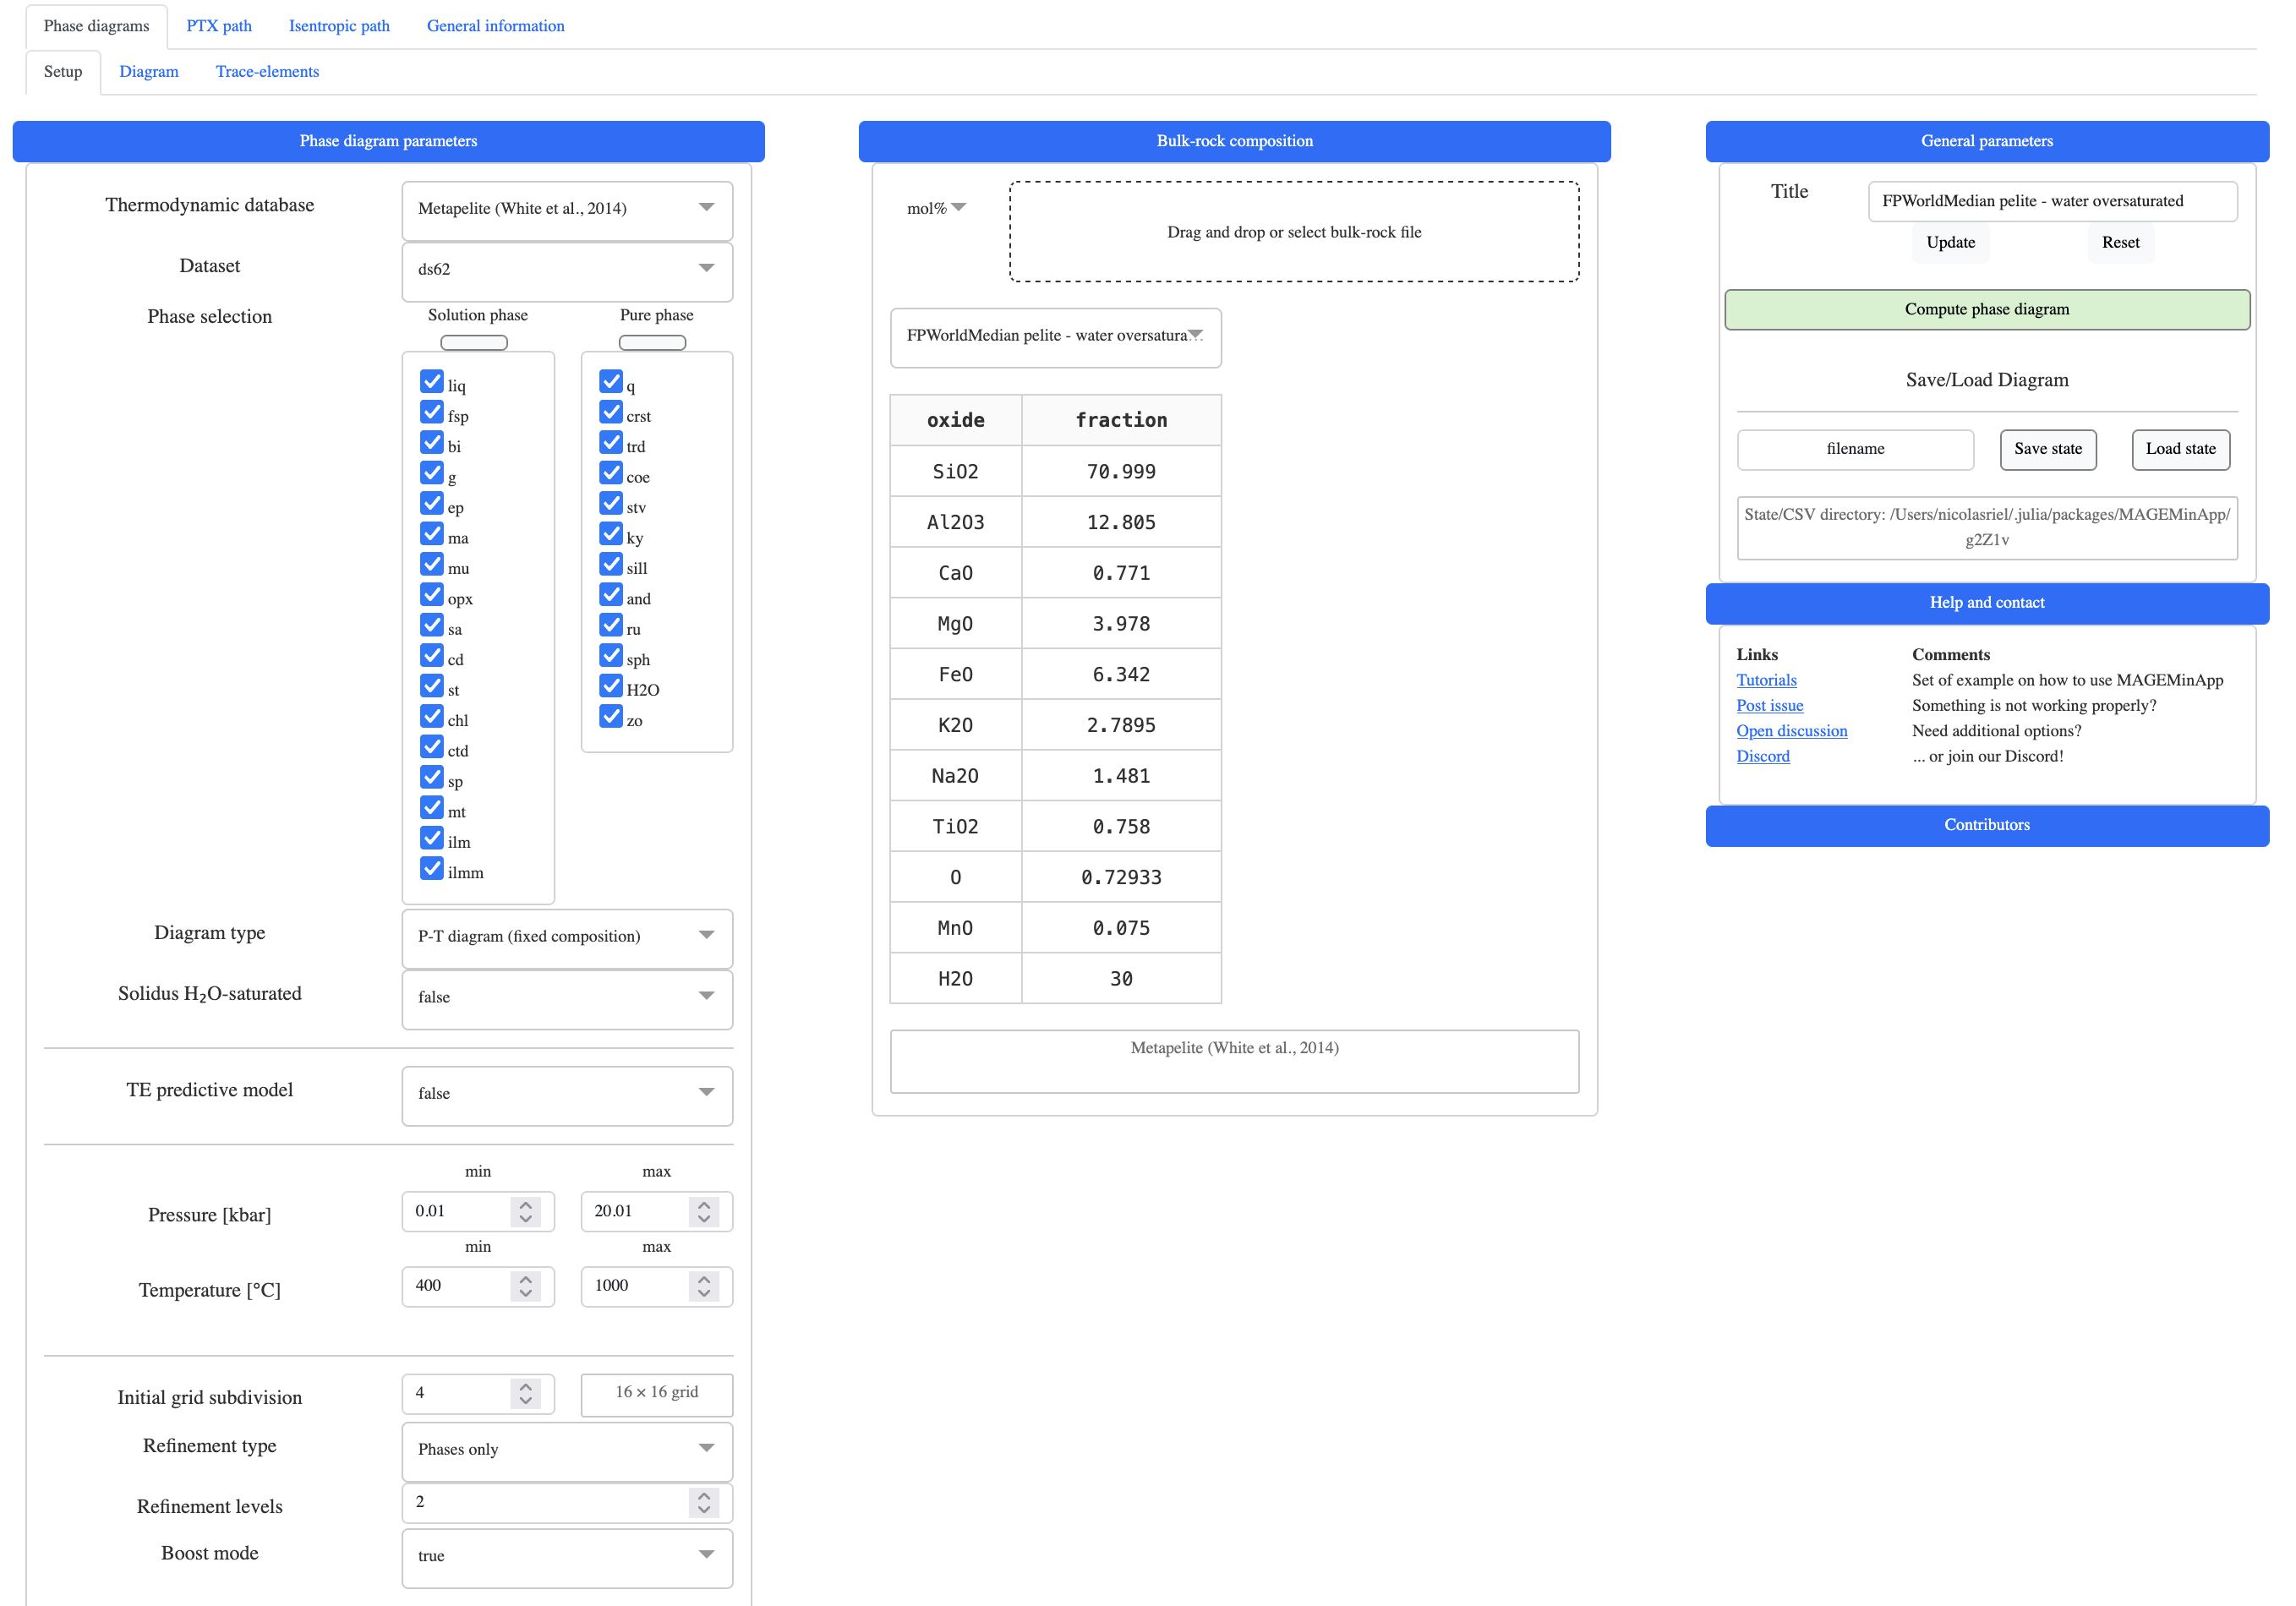 Phase diagrams PTX path Isentropic path General information
Setup Diagram Trace-elements
Phase diagram parameters
Thermodynamic database Metapelite (White et al., 2014)
Dataset ds62
Phase selection Solution phase Pure phase
liq q
fsp crst
bi trd
g coe
ep stv
ma ky
mu sill
opx and
sa ru
cd sph
st H2O
chl zo
ctd
sp
mt
ilm
ilmm
Diagram type P-T diagram (fixed composition)
Solidus H₂O-saturated false
TE predictive model false
min max
Pressure [kbar] 0.01 20.01
min max
Temperature [°C] 400 1000
Initial grid subdivision 4 16 × 16 grid
Refinement type Phases only
Refinement levels 2
Boost mode true
Bulk-rock composition
mol% Drag and drop or select bulk-rock file
FPWorldMedian pelite - water oversatura...
oxide fraction
SiO2 70.999
Al2O3 12.805
CaO 0.771
MgO 3.978
FeO 6.342
K2O 2.7895
Na2O 1.481
TiO2 0.758
O 0.72933
MnO 0.075
H2O 30
Metapelite (White et al., 2014)
General parameters
Title FPWorldMedian pelite - water oversaturated
Update Reset
Compute phase diagram
Save/Load Diagram
filename Save state Load state
State/CSV directory: /Users/nicolasriel/.julia/packages/MAGEMinApp/
g2Z1v
Help and contact
Links Comments
Tutorials Set of example on how to use MAGEMinApp
Post issue Something is not working properly?
Open discussion Need additional options?
Discord ... or join our Discord!
Contributors